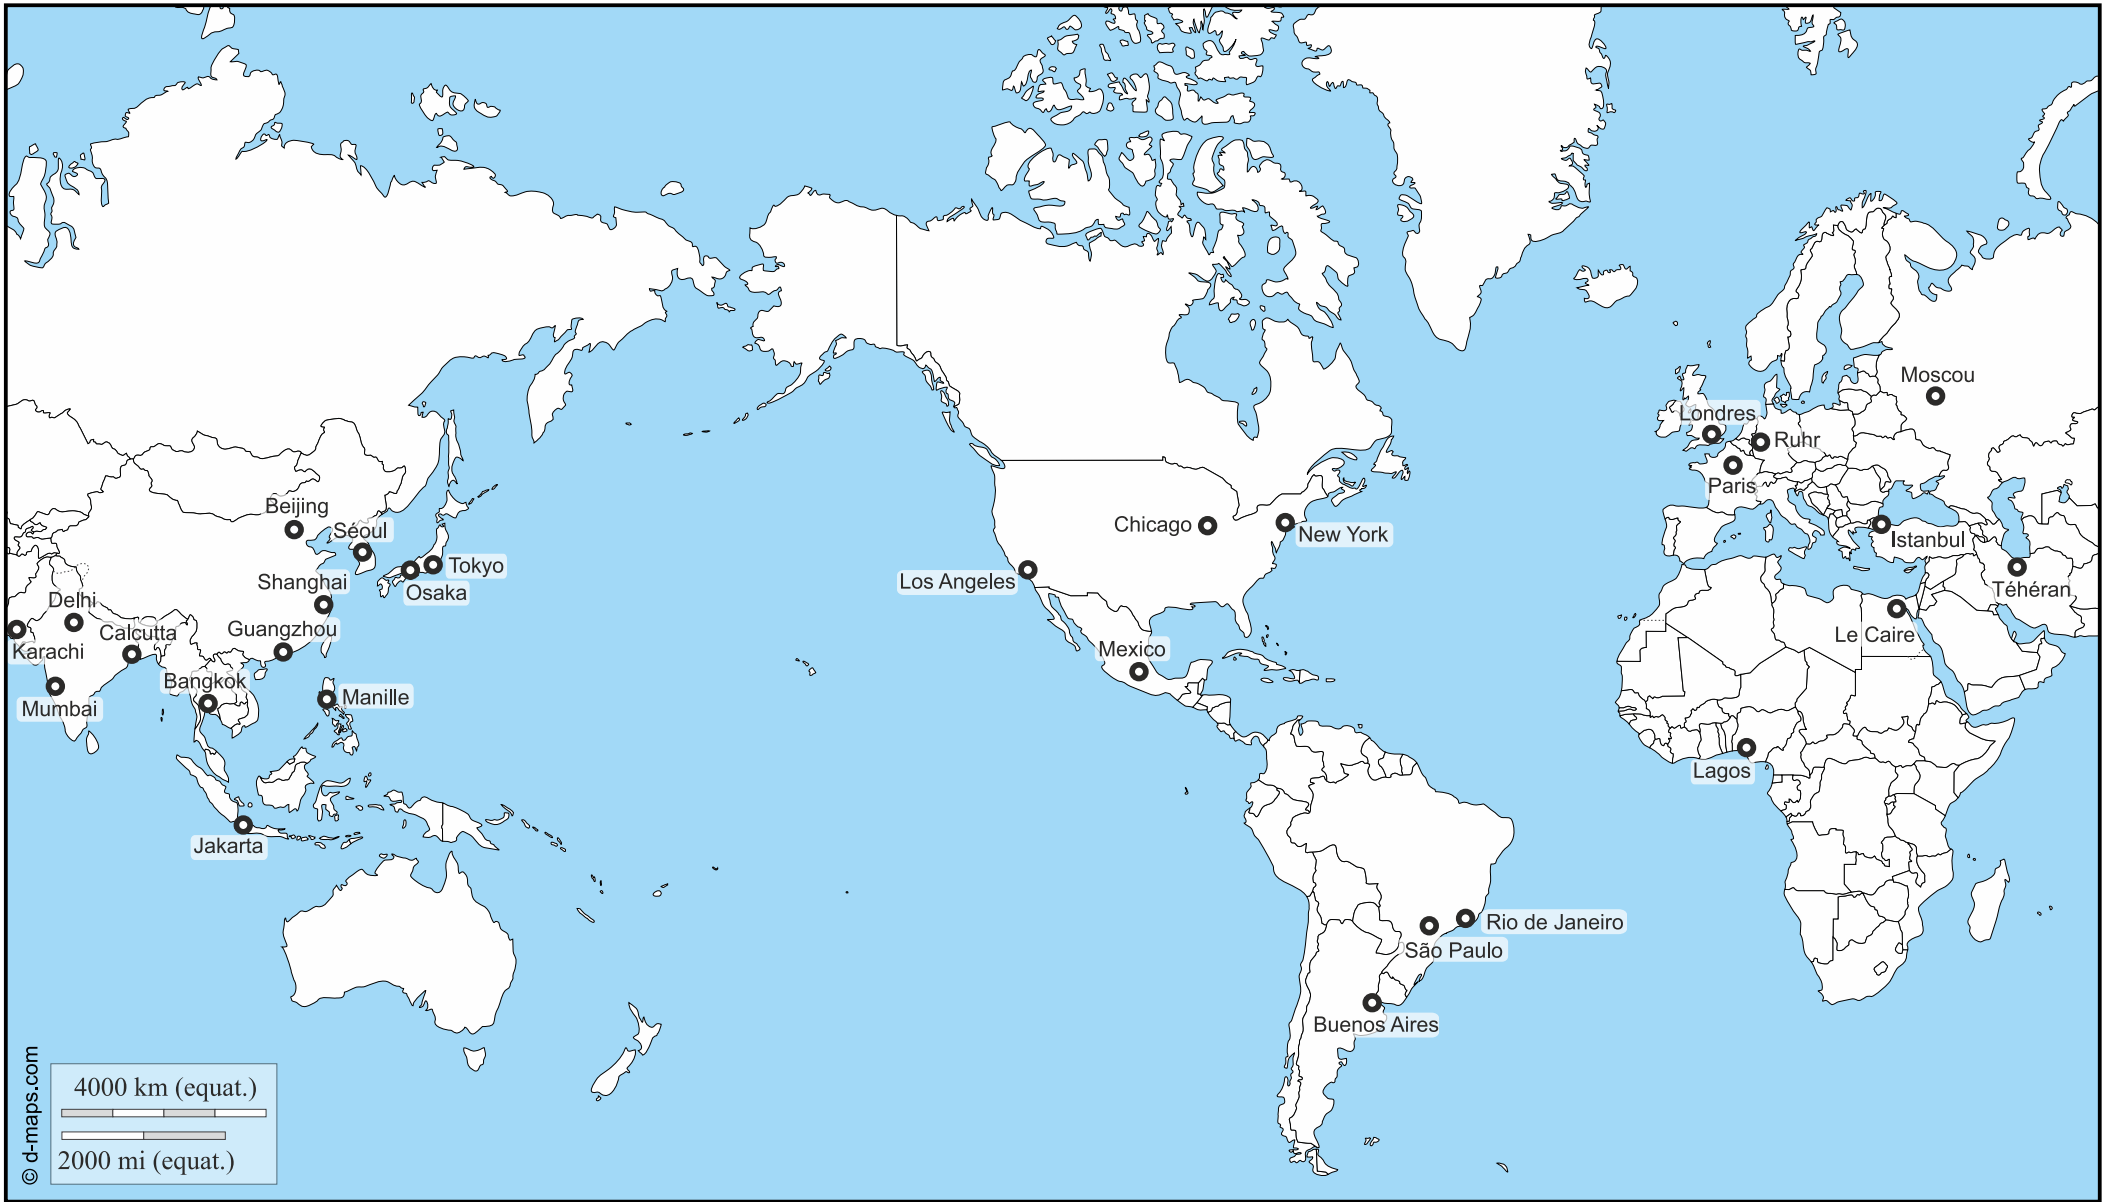 Moscou
Londres
Ruhr
Paris
Beijing
Séoul
Chicago
New York
Istanbul
Tokyo
Shanghai
Los Angeles
Osaka
Téhéran
Delhi
Guangzhou
Calcutta
Le Caire
Karachi
Mexico
Bangkok
Manille
Mumbai
Lagos
Jakarta
Rio de Janeiro
São Paulo
Buenos Aires
4000 km (equat.)
2000 mi (equat.)
© d-maps.com